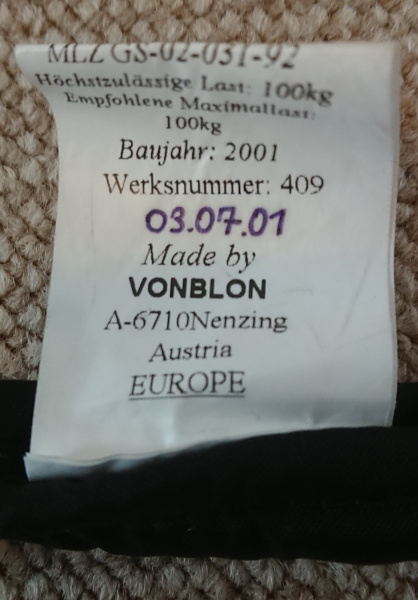 MLZ GS-02-031-92
Höchstzulässige Last: 100kg
Empfohlene Maximallast:
100kg
Baujahr: 2001
Werksnummer: 409
03.07.01
Made by
VONBLON
A-6710Nenzing
Austria
EUROPE